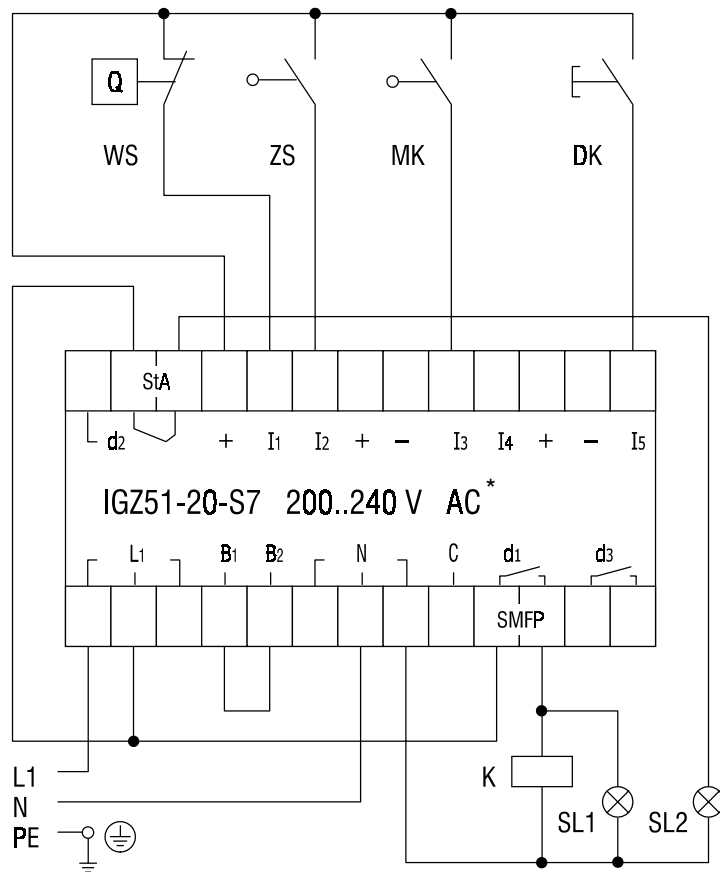 Q
WS ZS MK DK
StA
d2 + I1 I2 + – I3 I4 + – I5
IGZ51-20-S7 200..240 V AC*
L1 B1 B2 N C d1 d3
SMFP
L1
N
PE
K
SL1 SL2